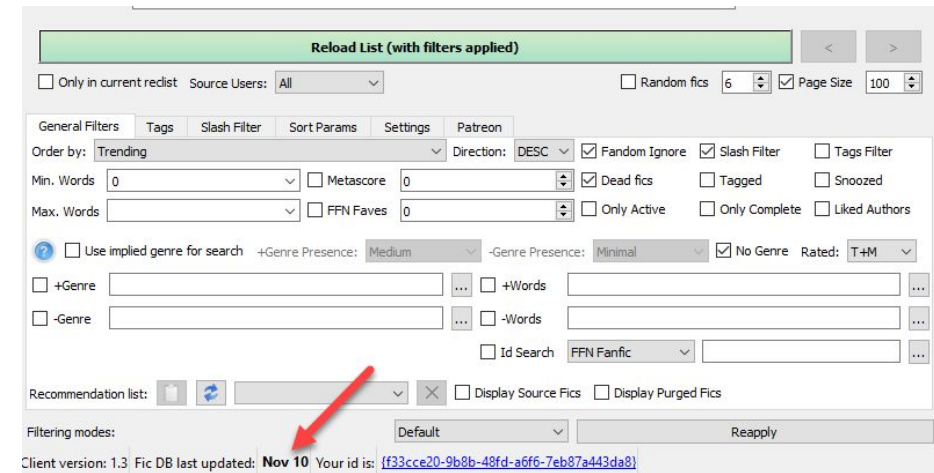 Reload List (with filters applied) < >
Only in current reclist Source Users: All Random fics 6 Page Size 100
General Filters Tags Slash Filter Sort Params Settings Patreon
Order by: Trending Direction: DESC Fandom Ignore Slash Filter Tags Filter
Min. Words 0 Metascore 0 Dead fics Tagged Snoozed
Max. Words FFN Faves 0 Only Active Only Complete Liked Authors
? Use implied genre for search +Genre Presence: Medium -Genre Presence: Minimal No Genre Rated: T+M
+Genre ... +Words ...
-Genre ... -Words ...
Id Search FFN Fanfic ...
Recommendation list: Display Source Fics Display Purged Fics
Filtering modes: Default Reapply
Client version: 1.3 Fic DB last updated: Nov 10 Your id is: {f33cce20-9b8b-48fd-a6f6-7eb87a443da8}